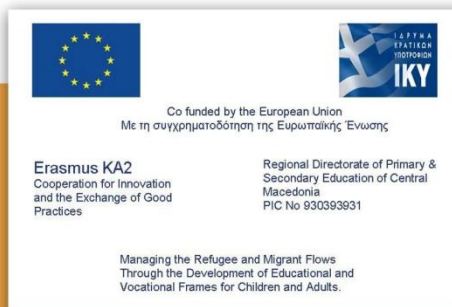 ΙΔΡΥΜΑ
ΚΡΑΤΙΚΩΝ
ΥΠΟΤΡΟΦΙΩΝ
ΙΚΥ
Co funded by the European Union
Με τη συγχρηματοδότηση της Ευρωπαϊκής Ένωσης
Erasmus KA2
Cooperation for Innovation
and the Exchange of Good
Practices
Regional Directorate of Primary &
Secondary Education of Central
Macedonia
PIC No 930393931
Managing the Refugee and Migrant Flows
Through the Development of Educational and
Vocational Frames for Children and Adults.